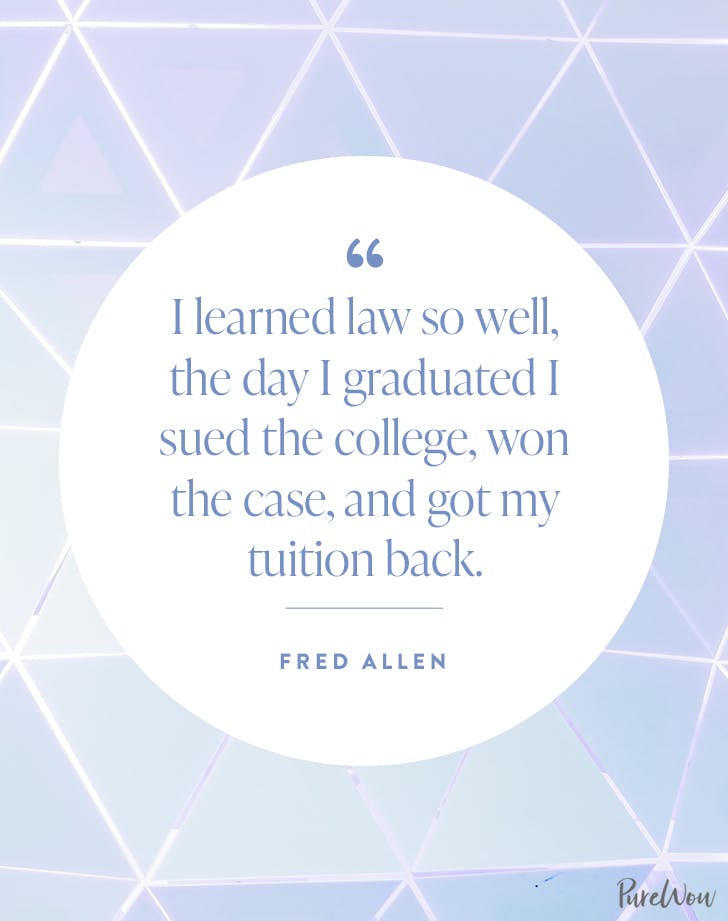 “
I learned law so well,
the day I graduated I
sued the college, won
the case, and got my
tuition back.
FRED ALLEN
PureWow